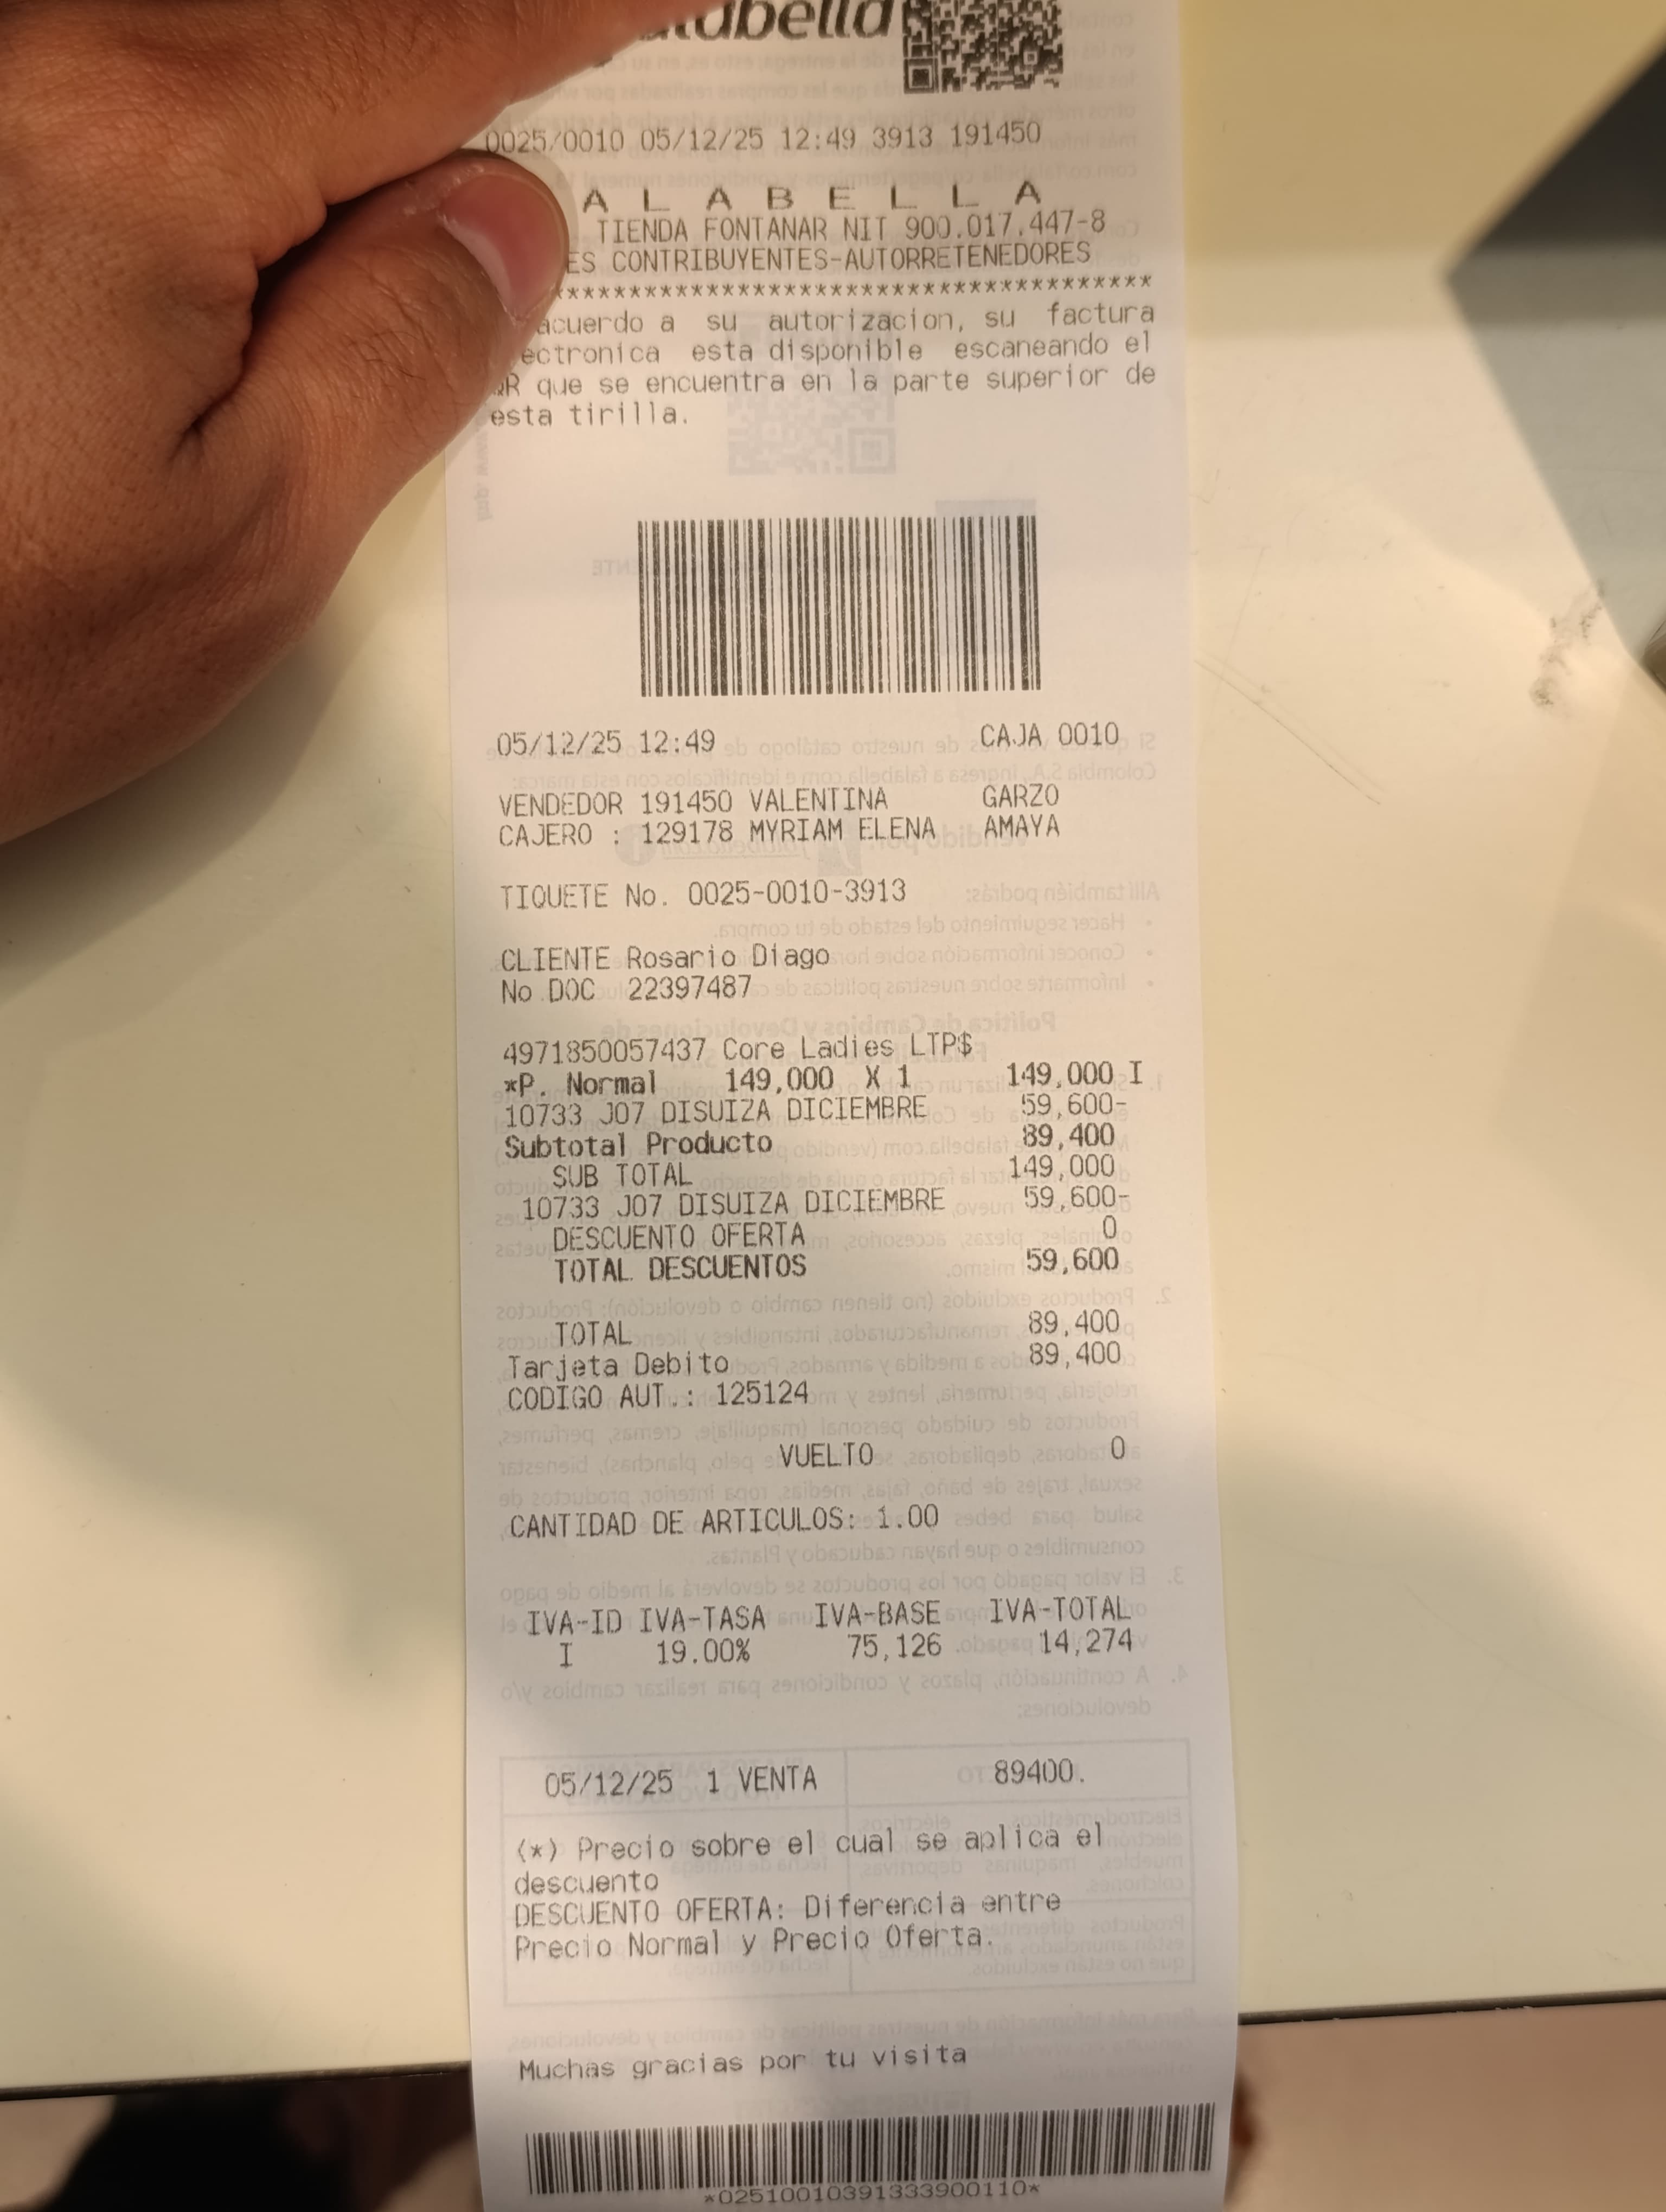 0025/0010 05/12/25 12:49 3913 191450
A L A B E L L A
TIENDA FONTANAR NIT 900.017.447-8
CONTRIBUYENTES-AUTORRETENEDORES
**************************************
acuerdo a su autorizacion, su factura
esta disponible escaneando el
QR que se encuentra en la parte superior de
esta tirilla.
05/12/25 12:49 CAJA 0010
VENDEDOR 191450 VALENTINA GARZO
CAJERO : 129178 MYRIAM ELENA AMAYA
TIQUETE No. 0025-0010-3913
CLIENTE Rosario Diago
No DOC 22397487
4971850057437 Core Ladies LTP$
*P. Normal 149,000 X 1 149,000 I
10733 J07 DISUIZA DICIEMBRE 59,600-
Subtotal Producto 89,400
SUB TOTAL 149,000
10733 J07 DISUIZA DICIEMBRE 59,600-
DESCUENTO OFERTA 0
TOTAL DESCUENTOS 59,600
TOTAL 89,400
Tarjeta Debito 89,400
CODIGO AUT.: 125124
VUELTO 0
CANTIDAD DE ARTICULOS: 1.00
IVA-ID IVA-TASA IVA-BASE IVA-TOTAL
I 19.00% 75,126 14,274
05/12/25 1 VENTA 89400.
(*) Precio sobre el cual se aplica el
descuento
DESCUENTO OFERTA: Diferencia entre
Precio Normal y Precio Oferta.
Muchas gracias por tu visita
*02510010391333900110*